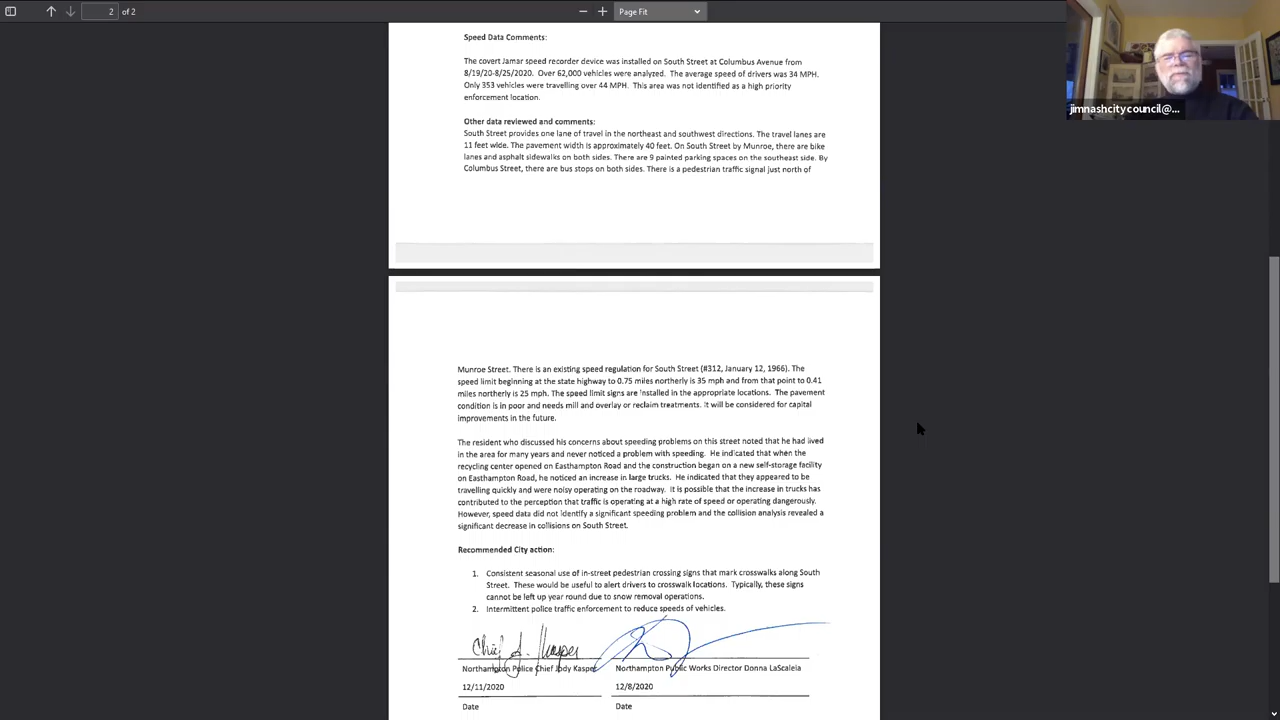 2 of 2
Page Fit
jimnashcitycouncil@...
Speed Data Comments:
The covert Jamar speed recorder device was installed on South Street at Columbus Avenue from
8/19/20-8/25/2020. Over 62,000 vehicles were analyzed. The average speed of drivers was 34 MPH.
Only 353 vehicles were travelling over 44 MPH. This area was not identified as a high priority
enforcement location.
Other data reviewed and comments:
South Street provides one lane of travel in the northeast and southwest directions. The travel lanes are
11 feet wide. The pavement width is approximately 40 feet. On South Street by Munroe, there are bike
lanes and asphalt sidewalks on both sides. There are 9 painted parking spaces on the southeast side. By
Columbus Street, there are bus stops on both sides. There is a pedestrian traffic signal just north of
Munroe Street. There is an existing speed regulation for South Street (#312, January 12, 1966). The
speed limit beginning at the state highway to 0.75 miles northerly is 35 mph and from that point to 0.41
miles northerly is 25 mph. The speed limit signs are installed in the appropriate locations. The pavement
condition is in poor and needs mill and overlay or reclaim treatments. It will be considered for capital
improvements in the future.
The resident who discussed his concerns about speeding problems on this street noted that he had lived
in the area for many years and never noticed a problem with speeding. He indicated that when the
recycling center opened on Easthampton Road and the construction began on a new self-storage facility
on Easthampton Road, he noticed an increase in large trucks. He indicated that they appeared to be
travelling quickly and were noisy operating on the roadway. It is possible that the increase in trucks has
contributed to the perception that traffic is operating at a high rate of speed or operating dangerously.
However, speed data did not identify a significant speeding problem and the collision analysis revealed a
significant decrease in collisions on South Street.
Recommended City action:
1. Consistent seasonal use of in-street pedestrian crossing signs that mark crosswalks along South
Street. These would be useful to alert drivers to crosswalk locations. Typically, these signs
cannot be left up year round due to snow removal operations.
2. Intermittent police traffic enforcement to reduce speeds of vehicles.
Chief J. Kasper
Northampton Police Chief Jody Kasper Northampton Public Works Director Donna LaScaleia
12/11/2020 12/8/2020
Date Date